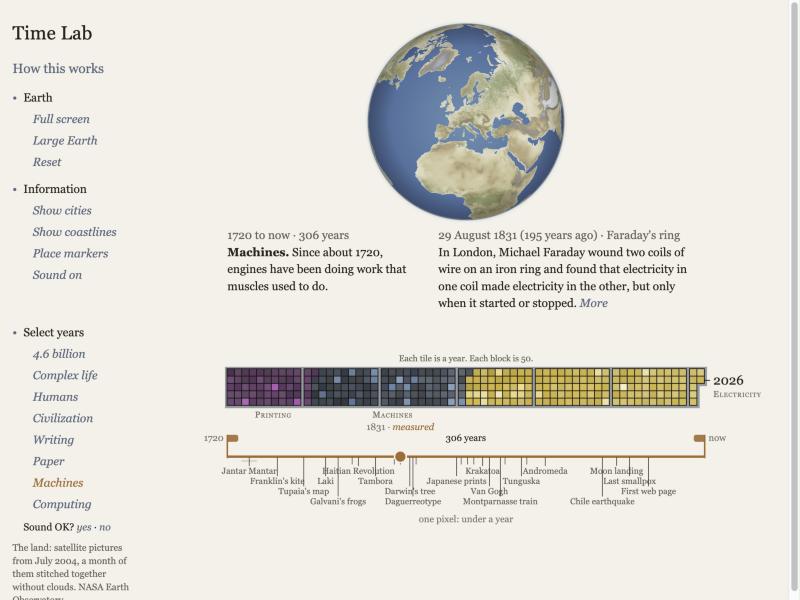 Time Lab
How this works
• Earth
Full screen
Large Earth
Reset
• Information
Show cities
Show coastlines
Place markers
Sound on
• Select years
4.6 billion
Complex life
Humans
Civilization
Writing
Paper
Machines
Computing
Sound OK? yes · no
The land: satellite pictures
from July 2004, a month of
them stitched together
without clouds. NASA Earth
Observatory
1720 to now · 306 years
Machines. Since about 1720,
engines have been doing work that
muscles used to do.
29 August 1831 (195 years ago) · Faraday's ring
In London, Michael Faraday wound two coils of
wire on an iron ring and found that electricity in
one coil made electricity in the other, but only
when it started or stopped. More
Each tile is a year. Each block is 50.
2026
Electricity
Printing
Machines
1831 · measured
1720
306 years
now
Jantar Mantar
Haitian Revolution
Krakatoa
Andromeda
Moon landing
Franklin's kite
Laki
Tambora
Japanese prints
Tunguska
Last smallpox
Tupaia's map
Darwin's tree
Van Gogh
First web page
Galvani's frogs
Daguerreotype
Montparnasse train
Chile earthquake
one pixel: under a year